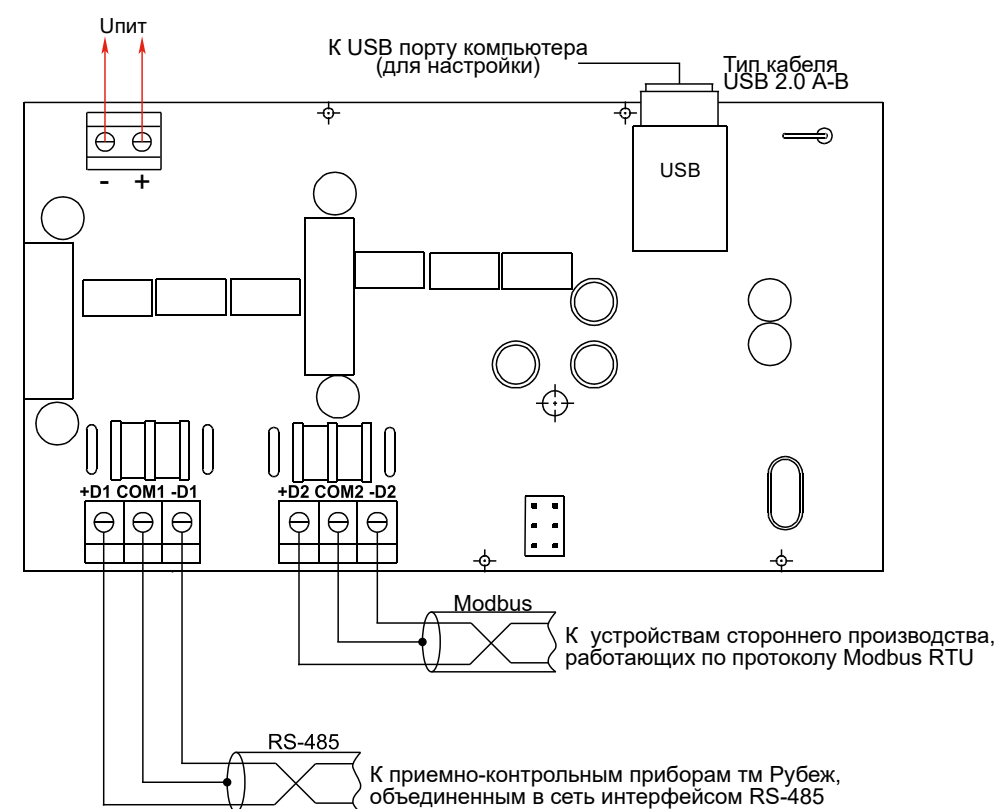 Uпит
К USB порту компьютера
(для настройки)
Тип кабеля
USB 2.0 A-B
USB
- +
+D1 COM1 -D1
+D2 COM2 -D2
Modbus
К устройствам стороннего производства,
работающих по протоколу Modbus RTU
RS-485
К приемно-контрольным приборам тм Рубеж,
объединенным в сеть интерфейсом RS-485